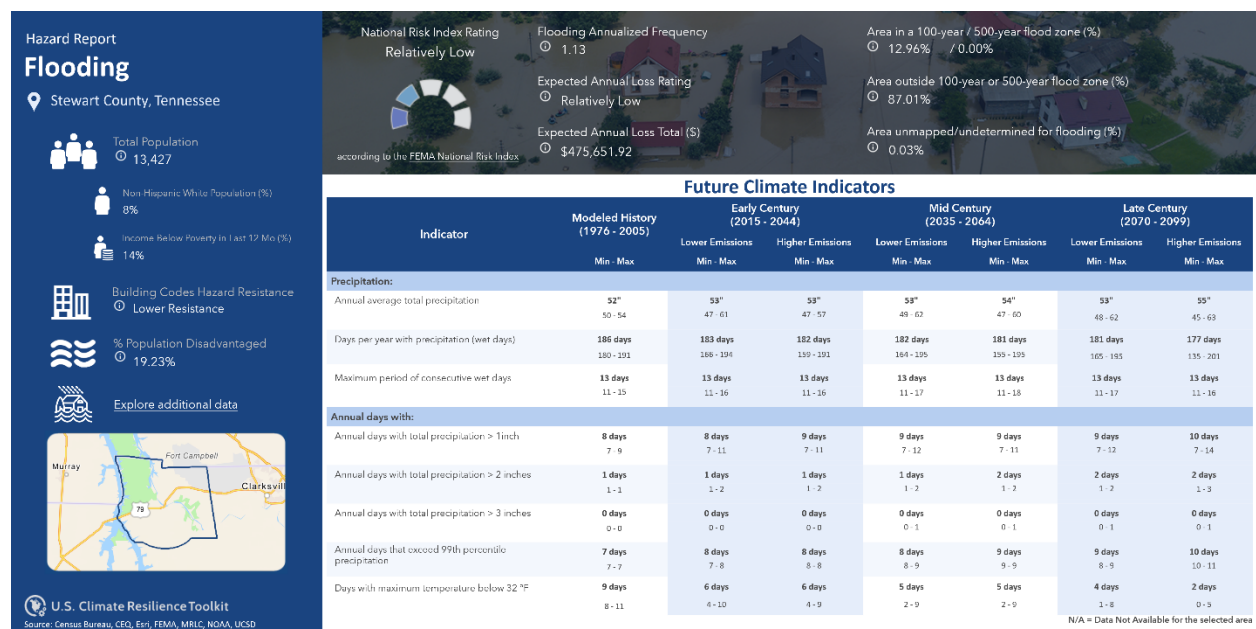 Hazard Report
Flooding
Stewart County, Tennessee
Total Population
13,427
Non-Hispanic White Population (%)
8%
Income Below Poverty in Last 12 Mo (%)
14%
Building Codes Hazard Resistance
Lower Resistance
% Population Disadvantaged
19.23%
Explore additional data
Murray
Fort Campbell
Clarksvill
79
U.S. Climate Resilience Toolkit
Source: Census Bureau, CEQ, Esri, FEMA, MRLC, NOAA, UCSD
National Risk Index Rating
Relatively Low
according to the FEMA National Risk Index
Flooding Annualized Frequency
1.13
Expected Annual Loss Rating
Relatively Low
Expected Annual Loss Total ($)
$475,651.92
Area in a 100-year / 500-year flood zone (%)
12.96% / 0.00%
Area outside 100-year or 500-year flood zone (%)
87.01%
Area unmapped/undetermined for flooding (%)
0.03%
Future Climate Indicators
Indicator
Modeled History
(1976 - 2005)
Early Century
(2015 - 2044)
Mid Century
(2035 - 2064)
Late Century
(2070 - 2099)
Lower Emissions Higher Emissions Lower Emissions Higher Emissions Lower Emissions Higher Emissions
Min - Max Min - Max Min - Max Min - Max Min - Max Min - Max Min - Max
Precipitation:
Annual average total precipitation 52" 53" 53" 53" 54" 53" 55"
50 - 54 47 - 61 47 - 57 49 - 62 47 - 60 48 - 62 45 - 63
Days per year with precipitation (wet days) 186 days 183 days 182 days 182 days 181 days 181 days 177 days
180 - 191 166 - 194 159 - 191 164 - 195 155 - 195 165 - 195 135 - 201
Maximum period of consecutive wet days 13 days 13 days 13 days 13 days 13 days 13 days 13 days
11 - 15 11 - 16 11 - 16 11 - 17 11 - 18 11 - 17 11 - 16
Annual days with:
Annual days with total precipitation > 1inch 8 days 8 days 9 days 9 days 9 days 9 days 10 days
7 - 9 7 - 11 7 - 11 7 - 12 7 - 11 7 - 12 7 - 14
Annual days with total precipitation > 2 inches 1 days 1 days 1 days 1 days 2 days 2 days 2 days
1 - 1 1 - 2 1 - 2 1 - 2 1 - 2 1 - 2 1 - 3
Annual days with total precipitation > 3 inches 0 days 0 days 0 days 0 days 0 days 0 days 0 days
0 - 0 0 - 0 0 - 0 0 - 1 0 - 1 0 - 1 0 - 1
Annual days that exceed 99th percentile
precipitation
7 days 8 days 8 days 8 days 9 days 9 days 10 days
7 - 7 7 - 8 8 - 8 8 - 9 9 - 9 8 - 9 10 - 11
Days with maximum temperature below 32 °F 9 days 6 days 6 days 5 days 5 days 4 days 2 days
8 - 11 4 - 10 4 - 9 2 - 9 2 - 9 1 - 8 0 - 5
N/A = Data Not Available for the selected area